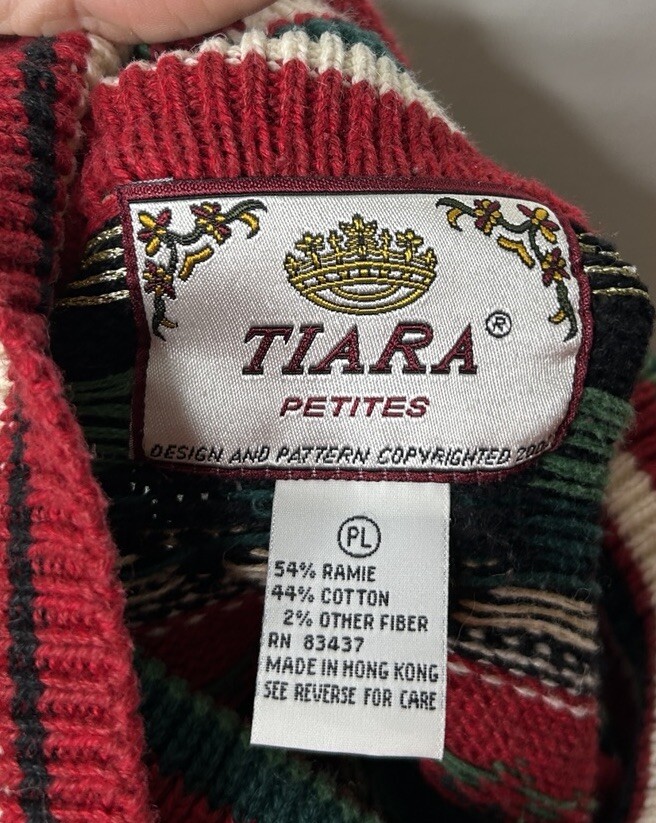 TIARA®
PETITES
DESIGN AND PATTERN COPYRIGHTED
PL
54% RAMIE
44% COTTON
2% OTHER FIBER
RN 83437
MADE IN HONG KONG
SEE REVERSE FOR CARE